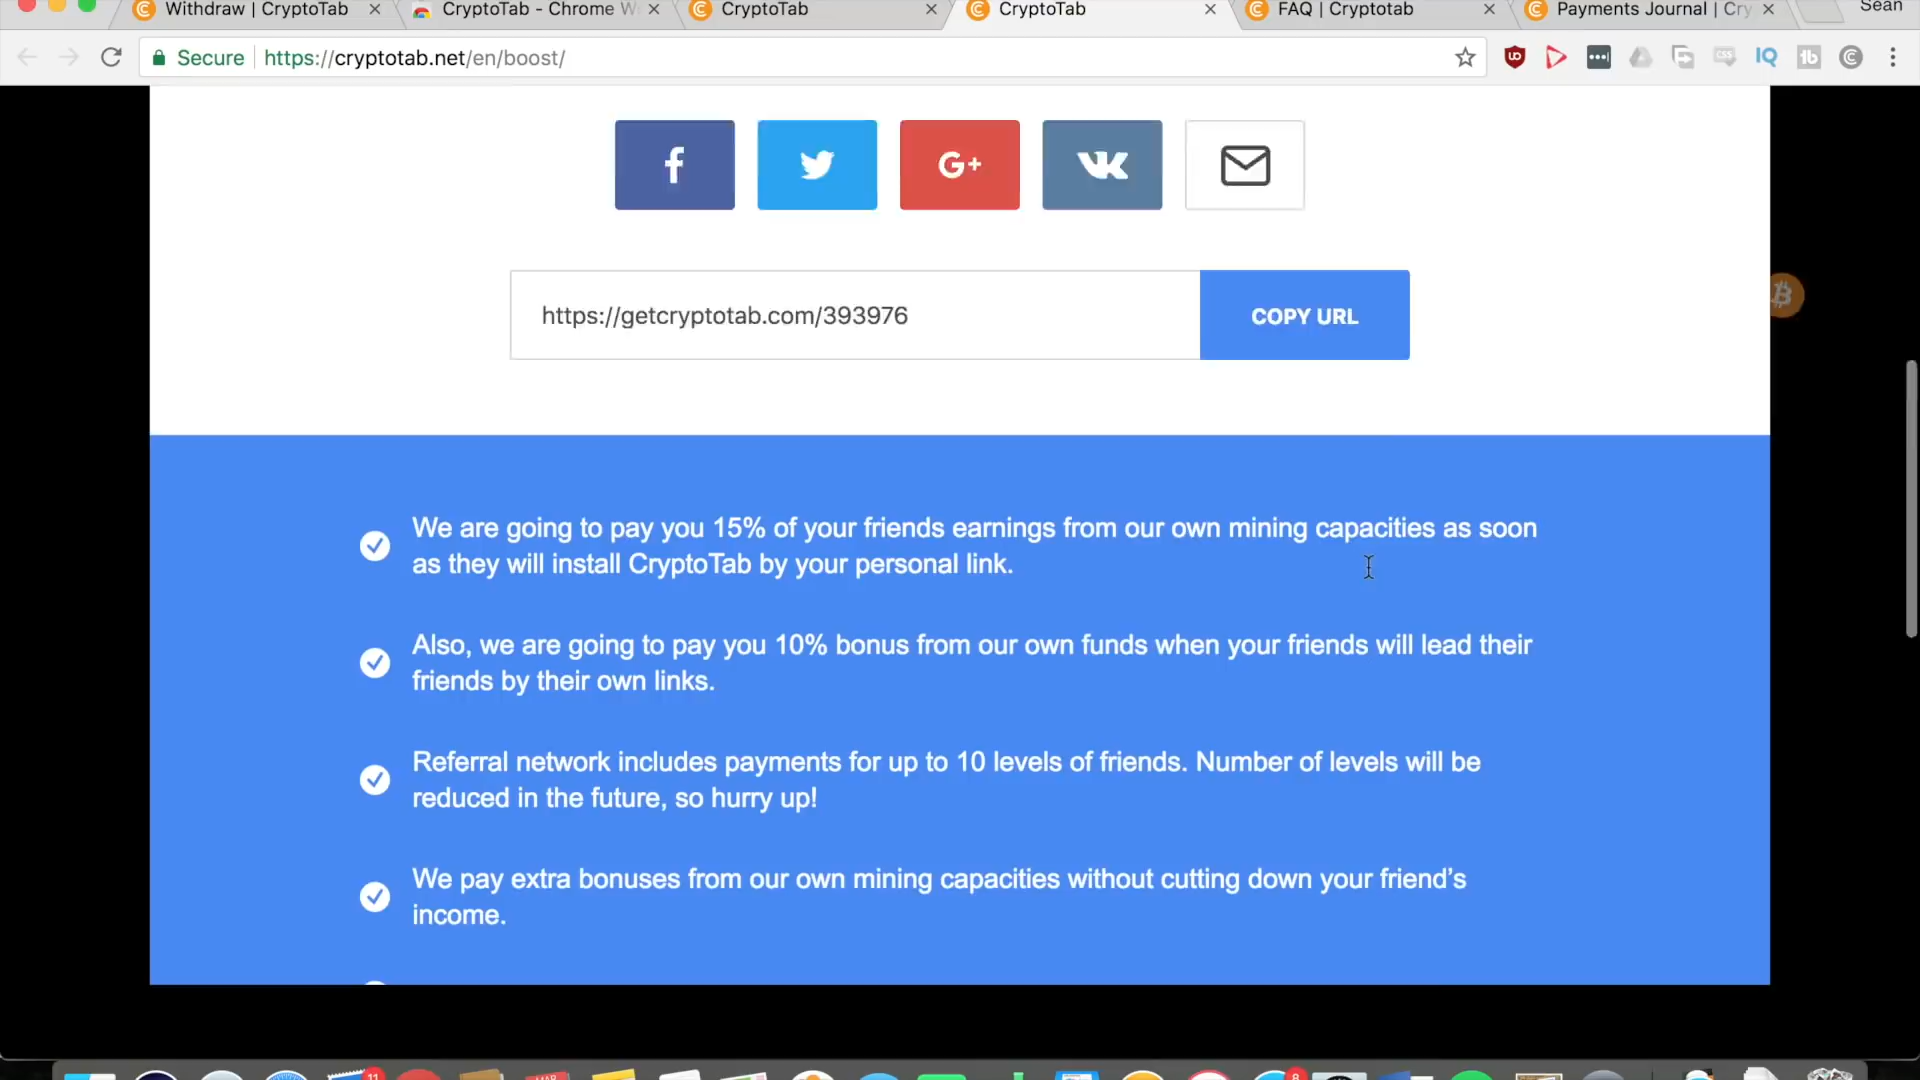 Withdraw | CryptoTab
CryptoTab - Chrome W
CryptoTab
CryptoTab
FAQ | Cryptotab
Payments Journal | Cry
Sean
Secure
https://cryptotab.net/en/boost/
IQ
f
G+
https://getcryptotab.com/393976
COPY URL
We are going to pay you 15% of your friends earnings from our own mining capacities as soon
as they will install CryptoTab by your personal link.
Also, we are going to pay you 10% bonus from our own funds when your friends will lead their
friends by their own links.
Referral network includes payments for up to 10 levels of friends. Number of levels will be
reduced in the future, so hurry up!
We pay extra bonuses from our own mining capacities without cutting down your friend's
income.
11
8